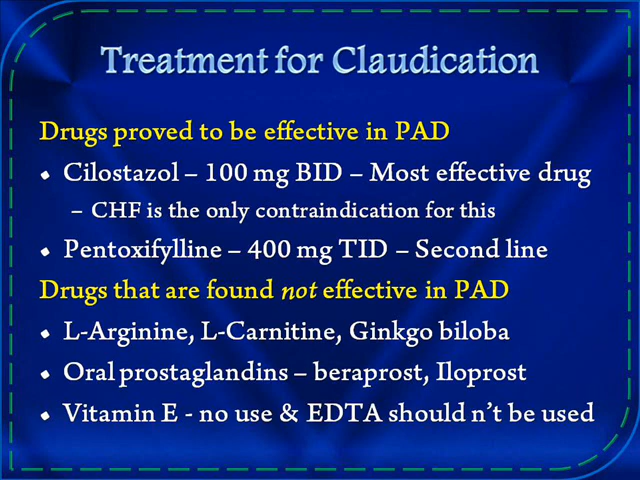 Treatment for Claudication
Drugs proved to be effective in PAD
• Cilostazol – 100 mg BID – Most effective drug
– CHF is the only contraindication for this
• Pentoxifylline – 400 mg TID – Second line
Drugs that are found not effective in PAD
• L-Arginine, L-Carnitine, Ginkgo biloba
• Oral prostaglandins – beraprost, Iloprost
• Vitamin E - no use & EDTA should n't be used